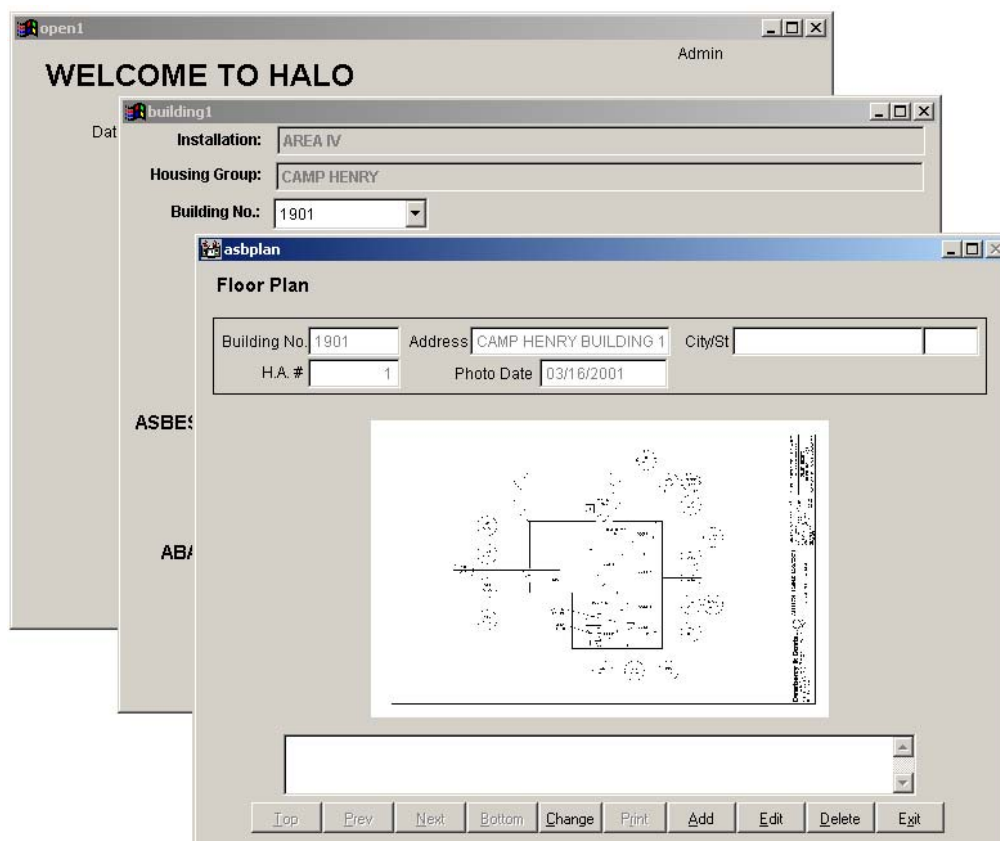 open1
Admin
WELCOME TO HALO
building1
Installation: AREA IV
Housing Group: CAMP HENRY
Building No.: 1901
asbplan
Floor Plan
Building No. 1901 Address CAMP HENRY BUILDING 1 City/St
H.A. # 1 Photo Date 03/16/2001
Top Prev Next Bottom Change Print Add Edit Delete Exit